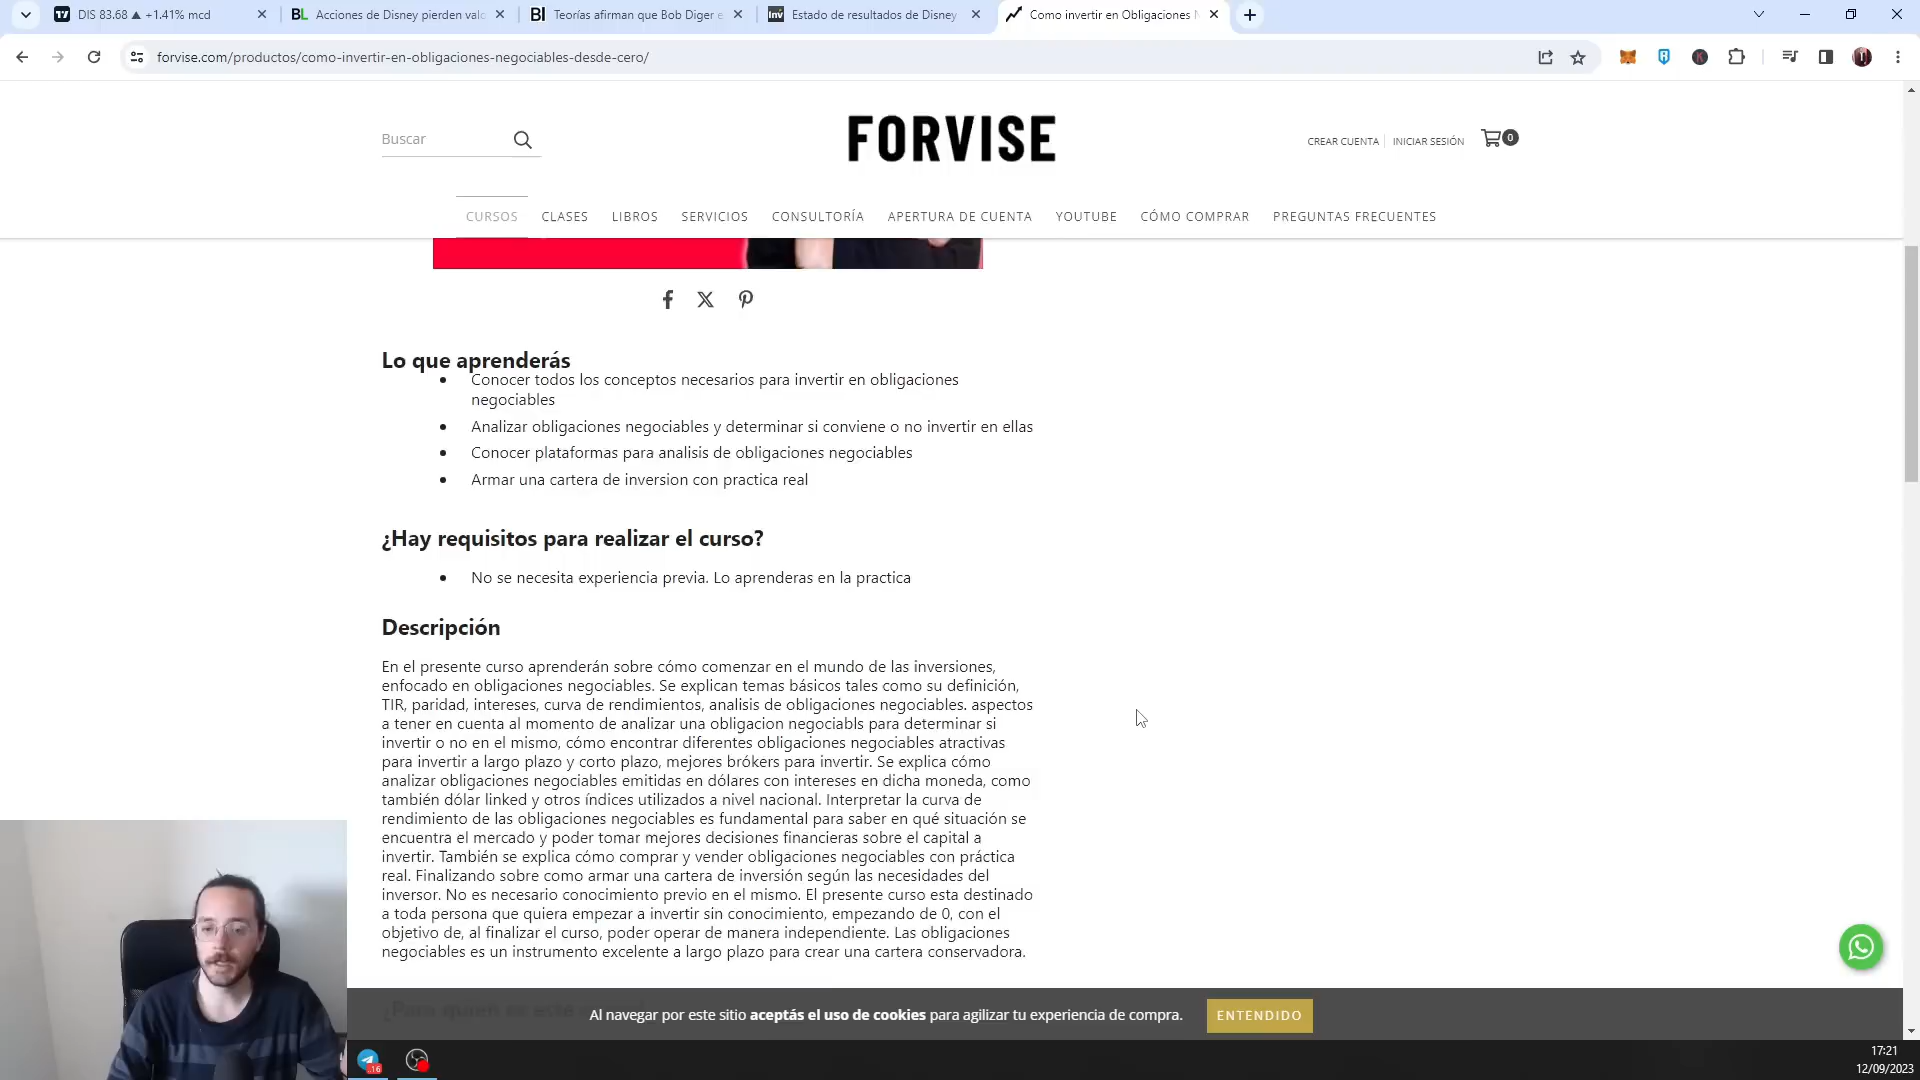 DIS 83.68 ▲ +1.41% mcd
BL
Acciones de Disney pierden valo
BI
Teorías afirman que Bob Diger e
Inv
Estado de resultados de Disney
Como invertir en Obligaciones N
forvise.com/productos/como-invertir-en-obligaciones-negociables-desde-cero/
Buscar
FORVISE
CREAR CUENTA
INICIAR SESIÓN
0
CURSOS CLASES LIBROS SERVICIOS CONSULTORÍA APERTURA DE CUENTA YOUTUBE CÓMO COMPRAR PREGUNTAS FRECUENTES
Lo que aprenderás
Conocer todos los conceptos necesarios para invertir en obligaciones
negociables
Analizar obligaciones negociables y determinar si conviene o no invertir en ellas
Conocer plataformas para analisis de obligaciones negociables
Armar una cartera de inversion con practica real
¿Hay requisitos para realizar el curso?
No se necesita experiencia previa. Lo aprenderas en la practica
Descripción
En el presente curso aprenderán sobre cómo comenzar en el mundo de las inversiones,
enfocado en obligaciones negociables. Se explican temas básicos tales como su definición,
TIR, paridad, intereses, curva de rendimientos, analisis de obligaciones negociables. aspectos
a tener en cuenta al momento de analizar una obligacion negociabls para determinar si
invertir o no en el mismo, cómo encontrar diferentes obligaciones negociables atractivas
para invertir a largo plazo y corto plazo, mejores brókers para invertir. Se explica cómo
analizar obligaciones negociables emitidas en dólares con intereses en dicha moneda, como
también dólar linked y otros índices utilizados a nivel nacional. Interpretar la curva de
rendimiento de las obligaciones negociables es fundamental para saber en qué situación se
encuentra el mercado y poder tomar mejores decisiones financieras sobre el capital a
invertir. También se explica cómo comprar y vender obligaciones negociables con práctica
real. Finalizando sobre como armar una cartera de inversión según las necesidades del
inversor. No es necesario conocimiento previo en el mismo. El presente curso esta destinado
a toda persona que quiera empezar a invertir sin conocimiento, empezando de 0, con el
objetivo de, al finalizar el curso, poder operar de manera independiente. Las obligaciones
negociables es un instrumento excelente a largo plazo para crear una cartera conservadora.
Al navegar por este sitio aceptás el uso de cookies para agilizar tu experiencia de compra.
ENTENDIDO
17:21
12/09/2023